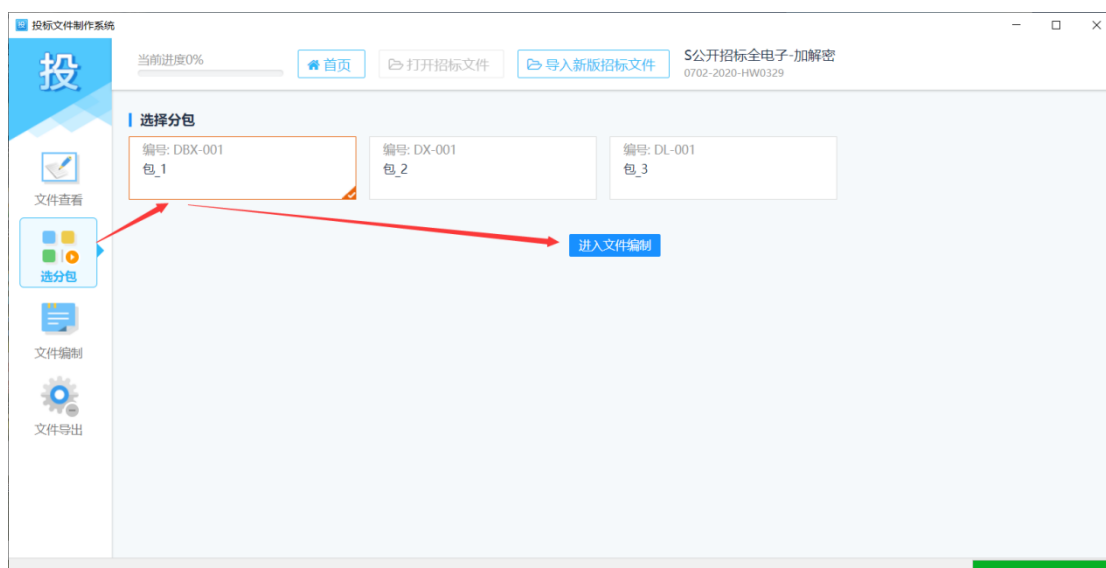 投 投标文件制作系统
投
当前进度0%
首页
打开招标文件
导入新版招标文件
S公开招标全电子-加解密
0702-2020-HW0329
选择分包
编号: DBX-001
包_1
编号: DX-001
包_2
编号: DL-001
包_3
进入文件编制
文件查看
选分包
文件编制
文件导出